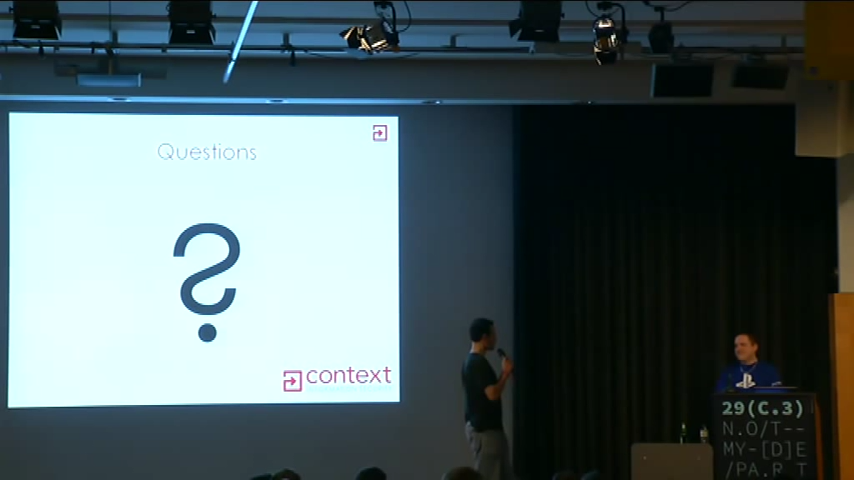 Questions
?
context
29(C.3)
N.O/T--
MY-[D]E
/PA.R T